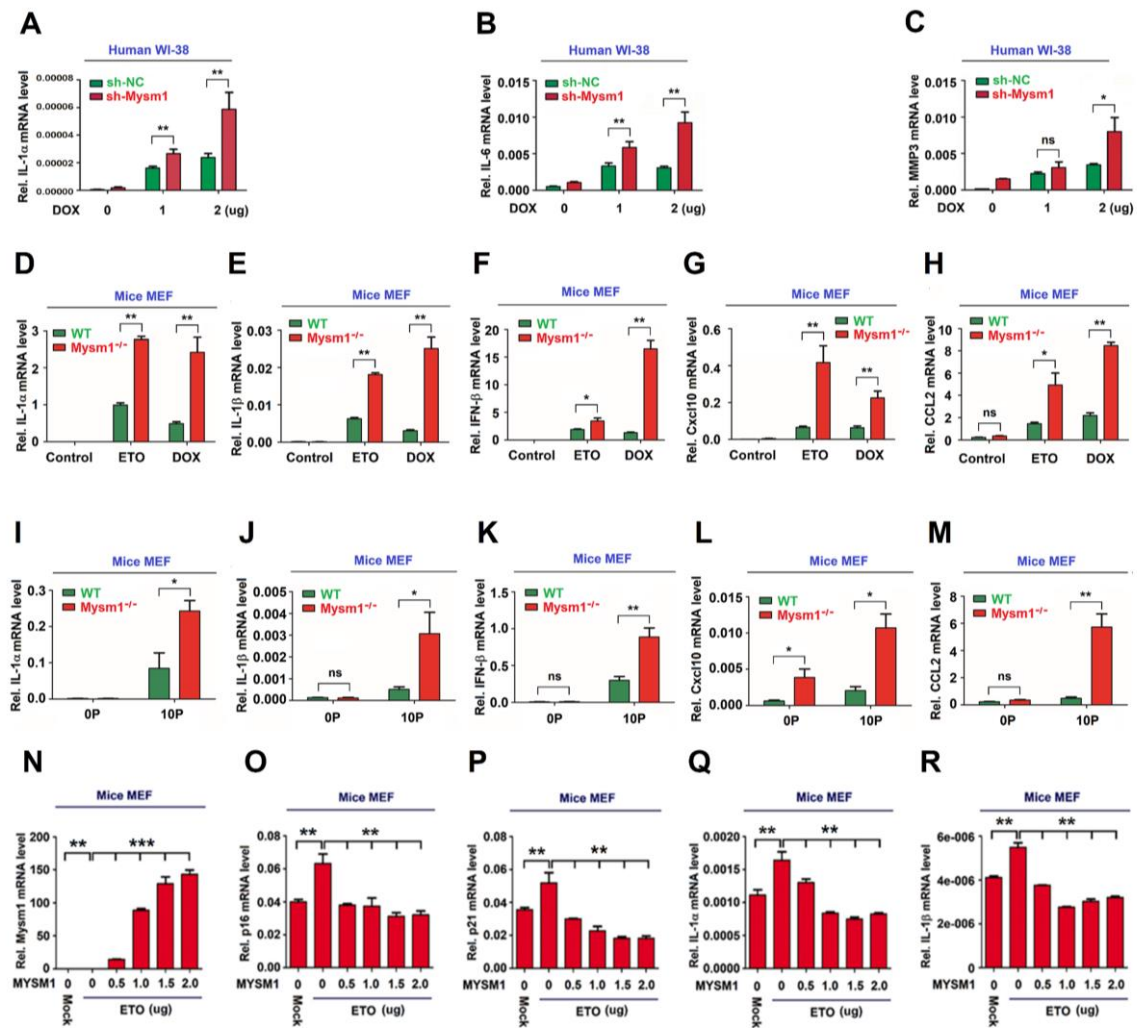 A
Human WI-38
Rel. IL-1α mRNA level
0.00008
0.00006
0.00004
0.00002
0.00000
sh-NC
sh-Mysm1
**
**
DOX 0 1 2 (ug)
B
Human WI-38
Rel. IL-6 mRNA level
0.015
0.010
0.005
0.000
sh-NC
sh-Mysm1
**
**
DOX 0 1 2 (ug)
C
Human WI-38
Rel. MMP3 mRNA leve
0.015
0.010
0.005
0.000
sh-NC
sh-Mysm1
ns
*
DOX 0 1 2 (ug)
D
Mice MEF
Rel. IL-1α mRNA level
3
2
1
0
WT
Mysm1⁻/⁻
**
**
Control ETO DOX
E
Mice MEF
Rel. IL-1β mRNA level
0.03
0.02
0.01
0.00
WT
Mysm1⁻/⁻
**
**
Control ETO DOX
F
Mice MEF
Rel. IFN-β mRNA level
20
15
10
5
0
WT
Mysm1⁻/⁻
*
**
Control ETO DOX
G
Mice MEF
Rel. Cxcl10 mRNA level
0.6
0.4
0.2
0.0
WT
Mysm1⁻/⁻
**
**
Control ETO DOX
H
Mice MEF
Rel. CCL2 mRNA level
10
8
6
4
2
0
WT
Mysm1⁻/⁻
ns
*
**
Control ETO DOX
I
Mice MEF
Rel. IL-1α mRNA level
0.3
0.2
0.1
0.0
WT
Mysm1⁻/⁻
*
0P 10P
J
Mice MEF
Rel. IL-1β mRNA level
0.005
0.004
0.003
0.002
0.001
0.000
WT
Mysm1⁻/⁻
ns
*
0P 10P
K
Mice MEF
Rel. IFN-β mRNA level
1.5
1.0
0.5
0.0
WT
Mysm1⁻/⁻
ns
**
0P 10P
L
Mice MEF
Rel. Cxcl10 mRNA level
0.015
0.010
0.005
0.000
WT
Mysm1⁻/⁻
*
*
0P 10P
M
Mice MEF
Rel. CCL2 mRNA level
8
6
4
2
0
WT
Mysm1⁻/⁻
ns
**
0P 10P
N
Mice MEF
Rel. Mysm1 mRNA level
200
150
100
50
0
** ***
MYSM1 0 0 0.5 1.0 1.5 2.0
Mock
ETO (ug)
O
Mice MEF
Rel. p16 mRNA level
0.08
0.06
0.04
0.02
0.00
** **
MYSM1 0 0 0.5 1.0 1.5 2.0
Mock
ETO (ug)
P
Mice MEF
Rel. p21 mRNA level
0.08
0.06
0.04
0.02
0.00
** **
MYSM1 0 0 0.5 1.0 1.5 2.0
Mock
ETO (ug)
Q
Mice MEF
Rel. IL-1α mRNA level
0.0020
0.0015
0.0010
0.0005
0.0000
** **
MYSM1 0 0 0.5 1.0 1.5 2.0
Mock
ETO (ug)
R
Mice MEF
Rel. IL-1β mRNA level
6e-006
4e-006
2e-006
0
** **
MYSM1 0 0 0.5 1.0 1.5 2.0
Mock
ETO (ug)